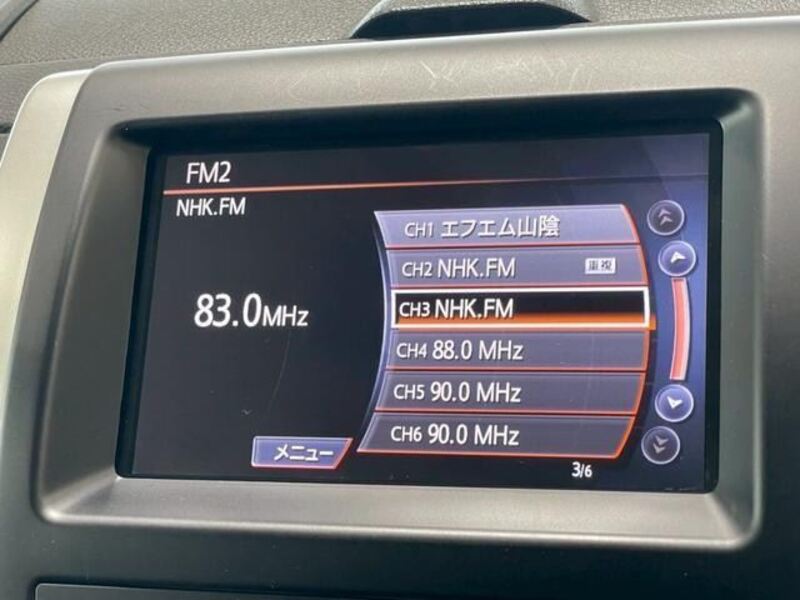 FM2
NHK.FM
83.0MHz
CH1 エフエム山陰
CH2 NHK.FM 重複
CH3 NHK.FM
CH4 88.0 MHz
CH5 90.0 MHz
CH6 90.0 MHz
メニュー
3/6